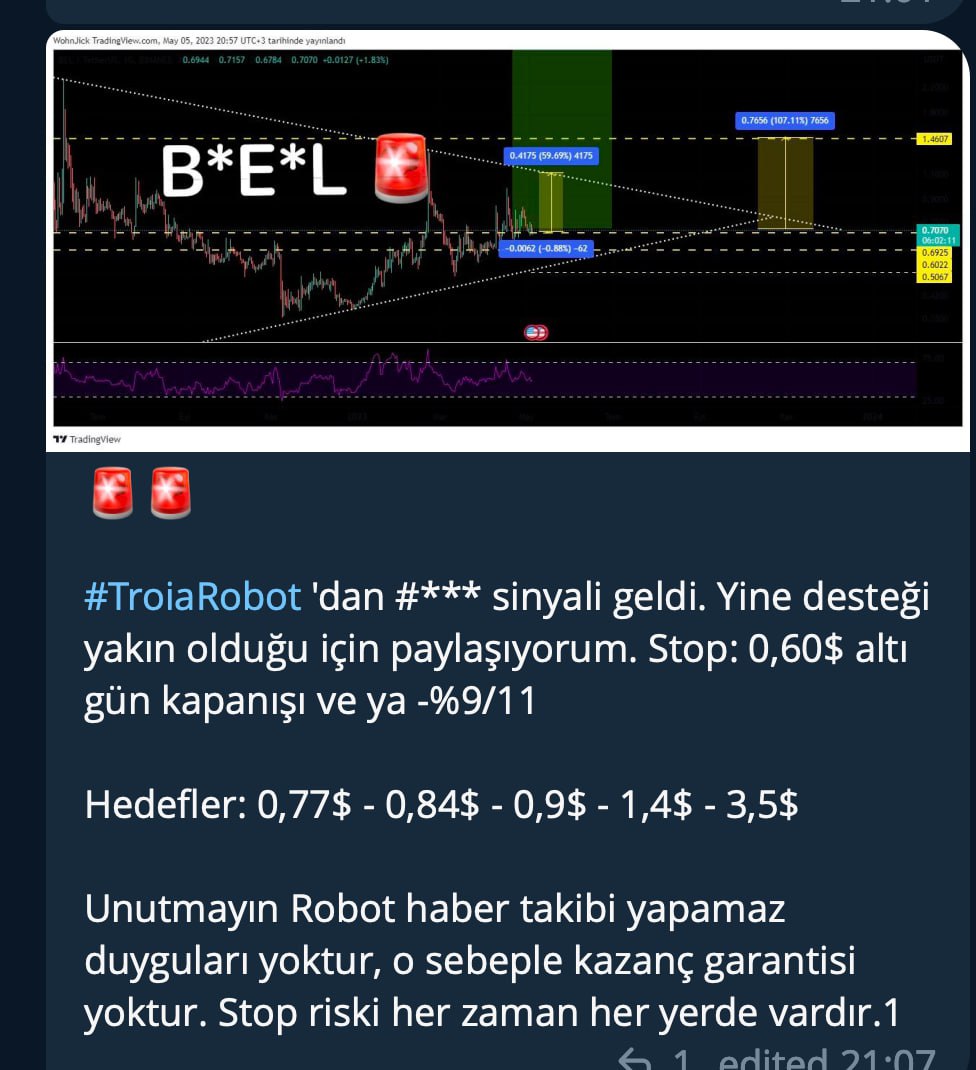 WohnJick TradingView.com, May 05, 2023 20:57 UTC+3 tarihinde yayınlandı
0.6944 0.7157 0.6784 0.7070 +0.0127 (+1.83%)
0.7656 (107.11%) 7656
1.4607
B*E*L
0.4175 (59.69%) 4175
0.7070
06:02:11
-0.0062 (-0.88%) -62
0.6925
0.6022
0.5067
2024
TradingView
#TroiaRobot 'dan #*** sinyali geldi. Yine desteği
yakın olduğu için paylaşıyorum. Stop: 0,60$ altı
gün kapanışı ve ya -%9/11
Hedefler: 0,77$ - 0,84$ - 0,9$ - 1,4$ - 3,5$
Unutmayın Robot haber takibi yapamaz
duyguları yoktur, o sebeple kazanç garantisi
yoktur. Stop riski her zaman her yerde vardır.1
1 edited 21:07